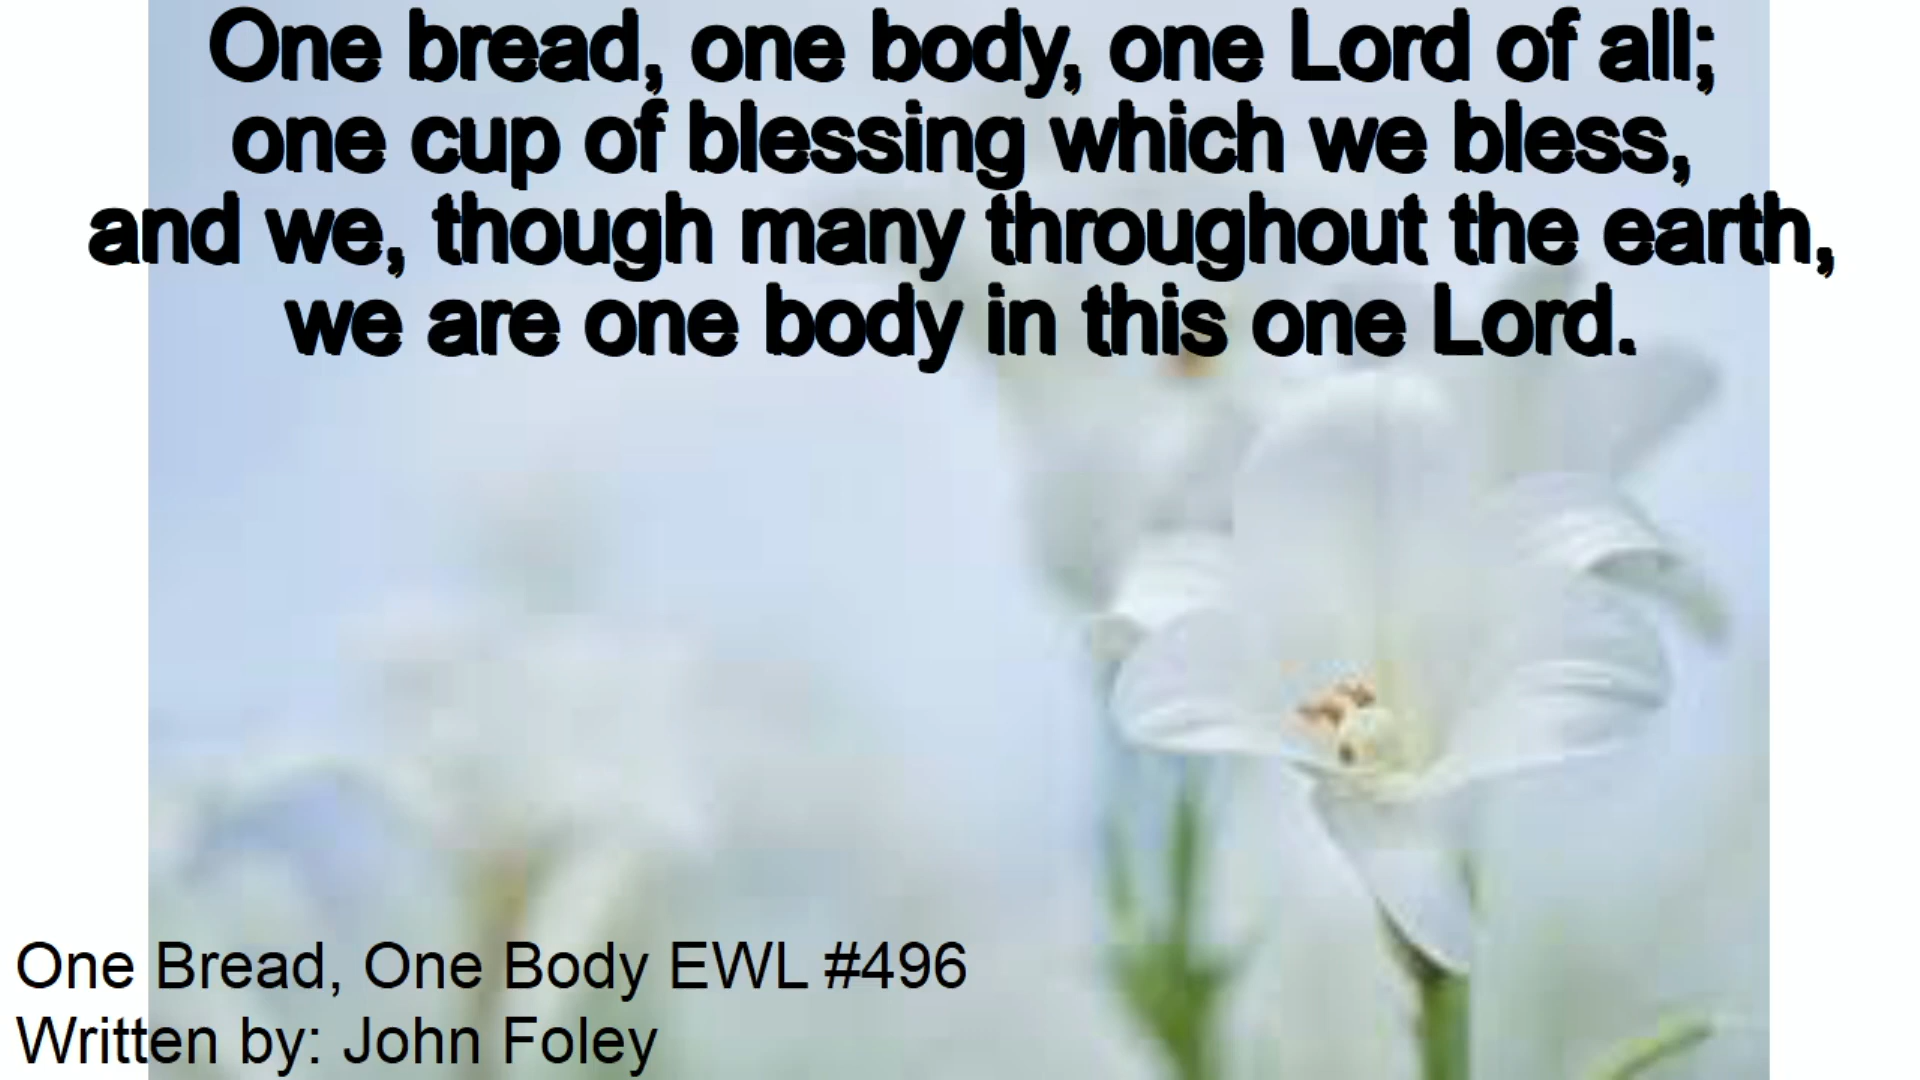 One bread, one body, one Lord of all;
one cup of blessing which we bless,
and we, though many throughout the earth,
we are one body in this one Lord.
One Bread, One Body EWL #496
Written by: John Foley